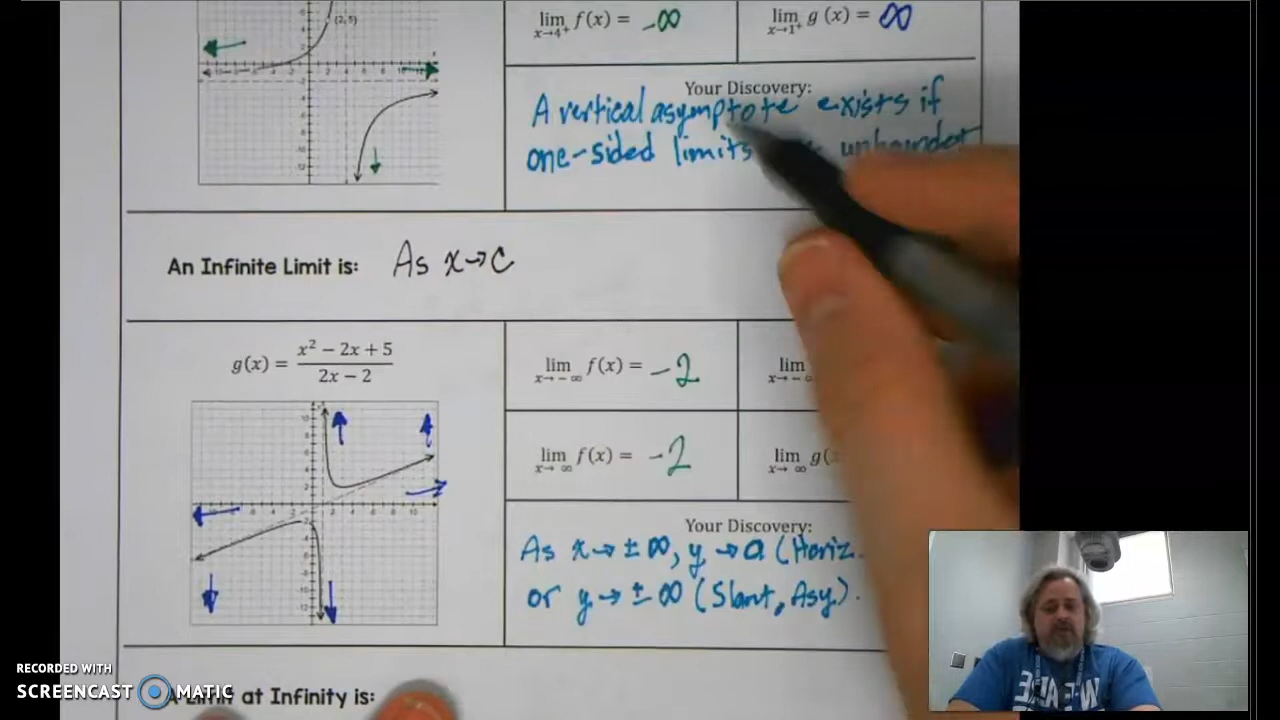 (2,5)
lim x→4⁺ f(x) = -∞
lim x→1⁺ g (x) = ∞
Your Discovery:
A vertical asymptote exists if
one-sided limits
An Infinite Limit is: As x→c
g(x) = x² − 2x + 5 / 2x − 2
lim x→−∞ f(x) = -2
lim x→−∞
lim x→ ∞ f(x) = -2
lim x→ ∞ g(
Your Discovery:
As x→±∞, y→a (Horiz.
or y→±∞ (Slant, Asy).
at Infinity is:
RECORDED WITH
SCREENCAST MATIC